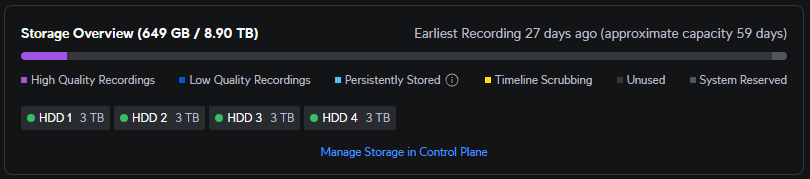 Storage Overview (649 GB / 8.90 TB) Earliest Recording 27 days ago (approximate capacity 59 days)
High Quality Recordings Low Quality Recordings Persistently Stored Timeline Scrubbing Unused System Reserved
HDD 1 3 TB HDD 2 3 TB HDD 3 3 TB HDD 4 3 TB
Manage Storage in Control Plane